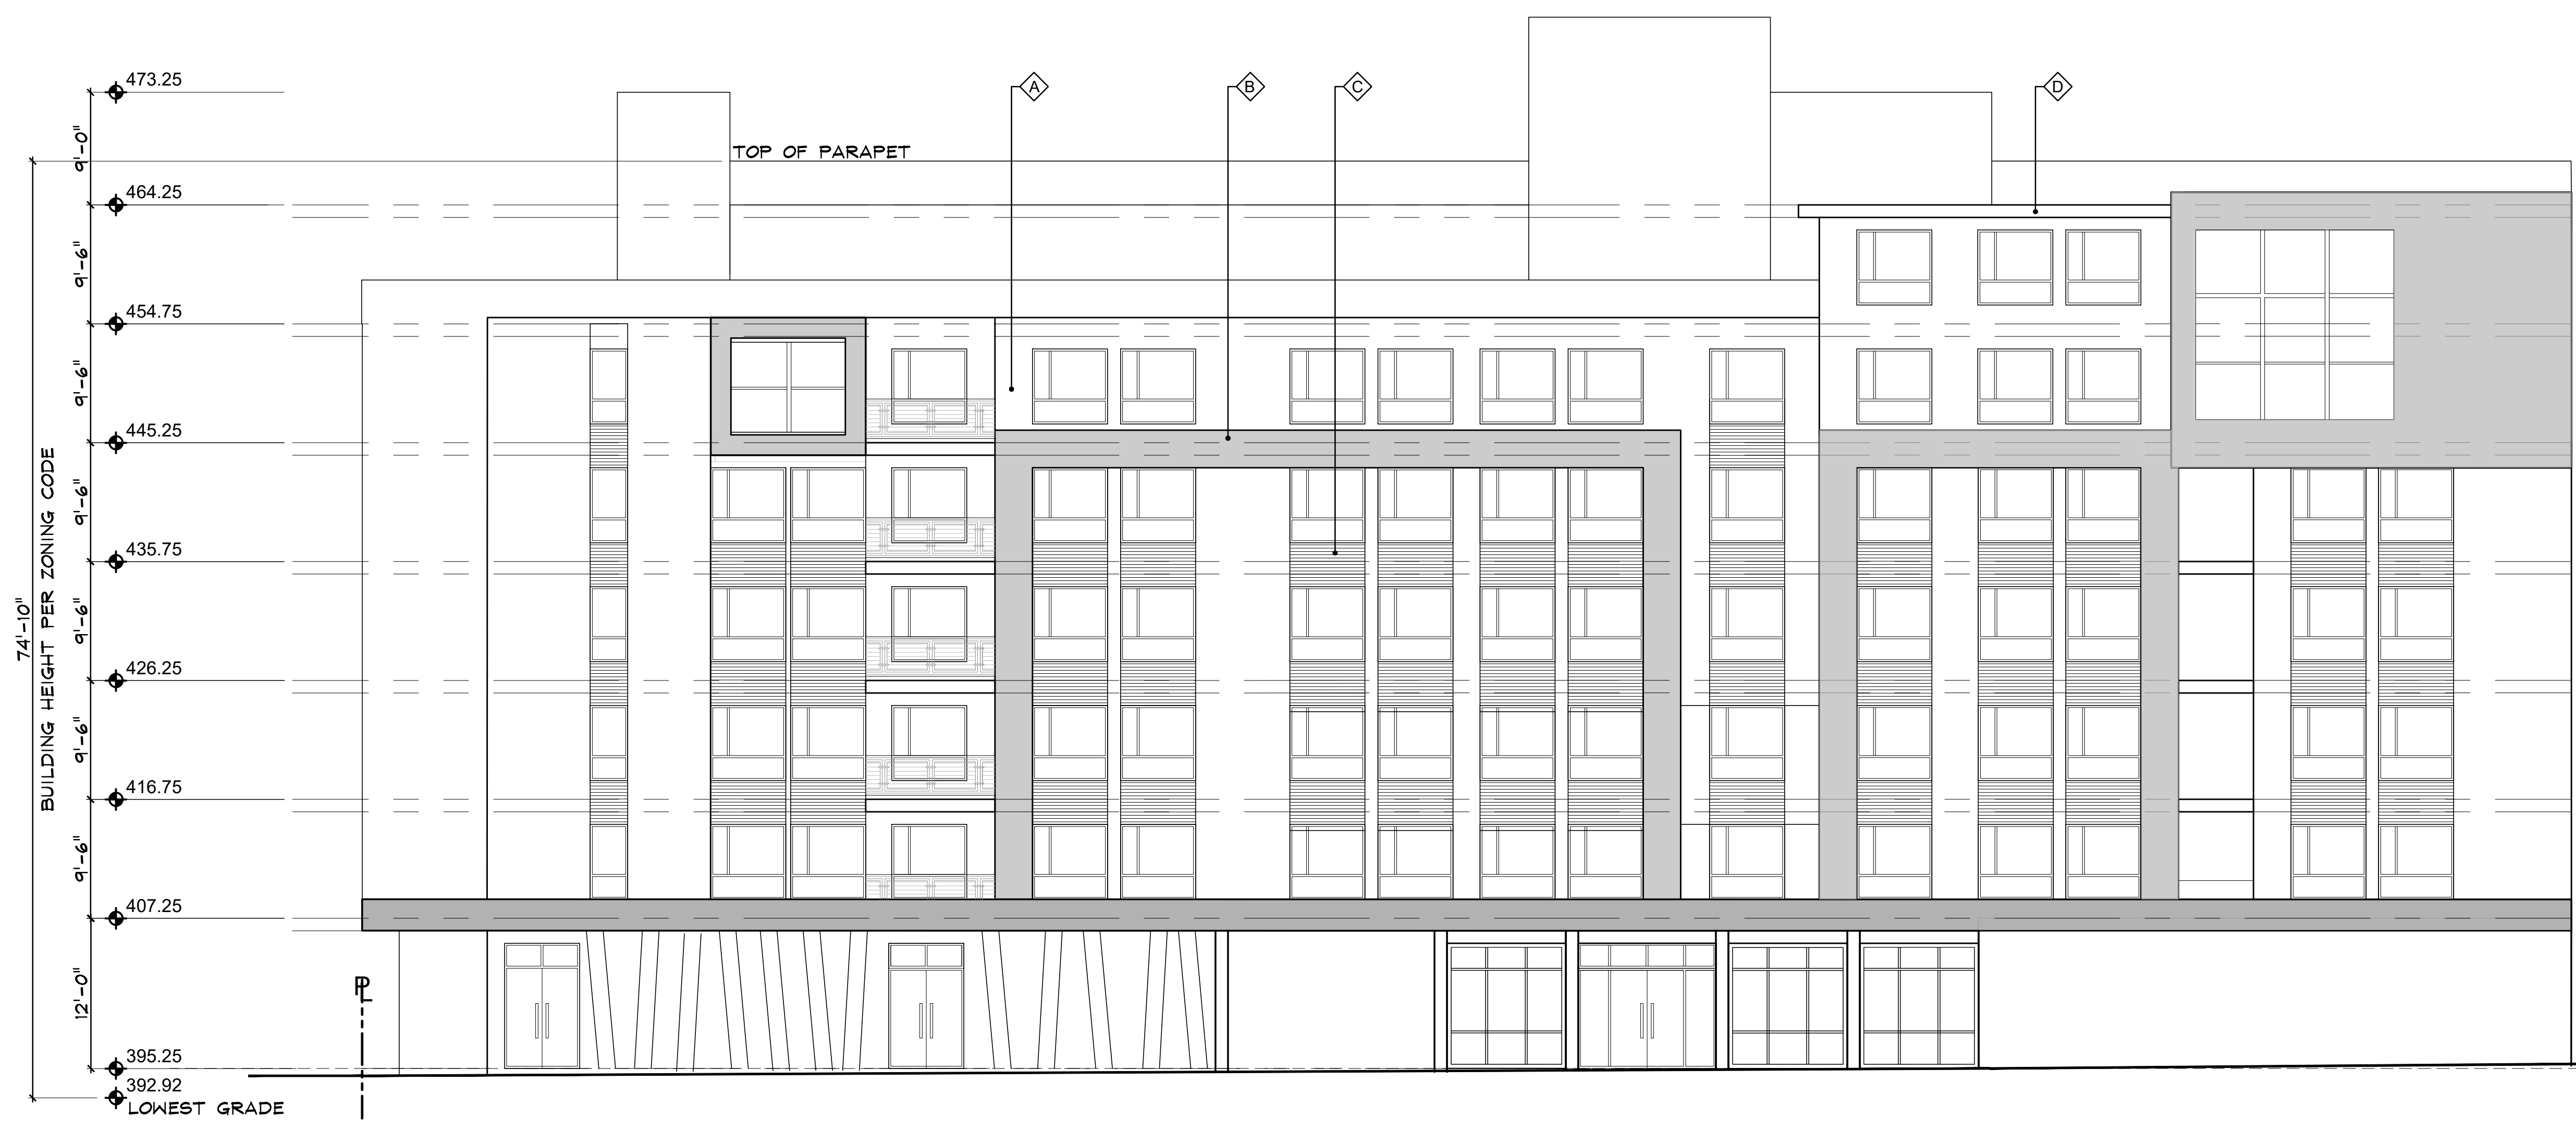 A
B
C
D
473.25
9'-0"
TOP OF PARAPET
464.25
9'-6"
454.75
9'-6"
445.25
9'-6"
435.75
9'-6"
426.25
9'-6"
416.75
9'-6"
407.25
12'-0"
395.25
392.92
LOWEST GRADE
74'-10"
BUILDING HEIGHT PER ZONING CODE
PL